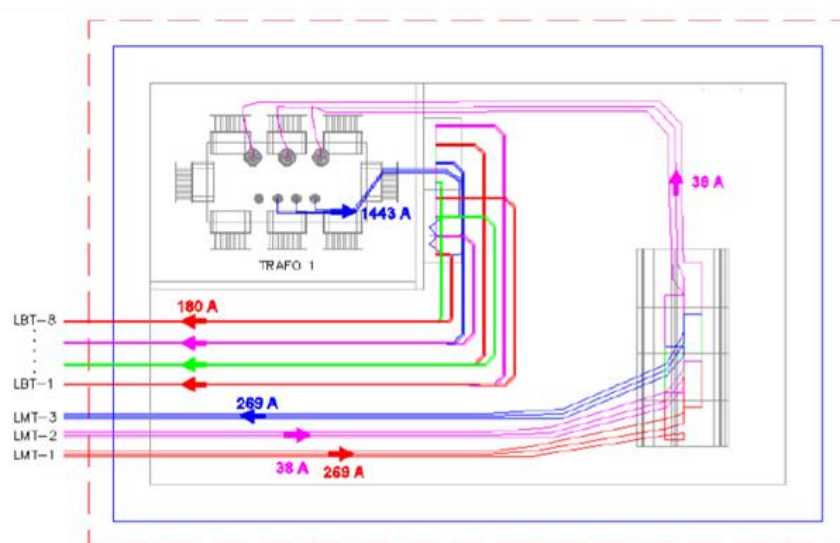 38 A
1443 A
TRAFO 1
180 A
LBT-8
LBT-1
269 A
LMT-3
LMT-2
LMT-1
38 A
269 A